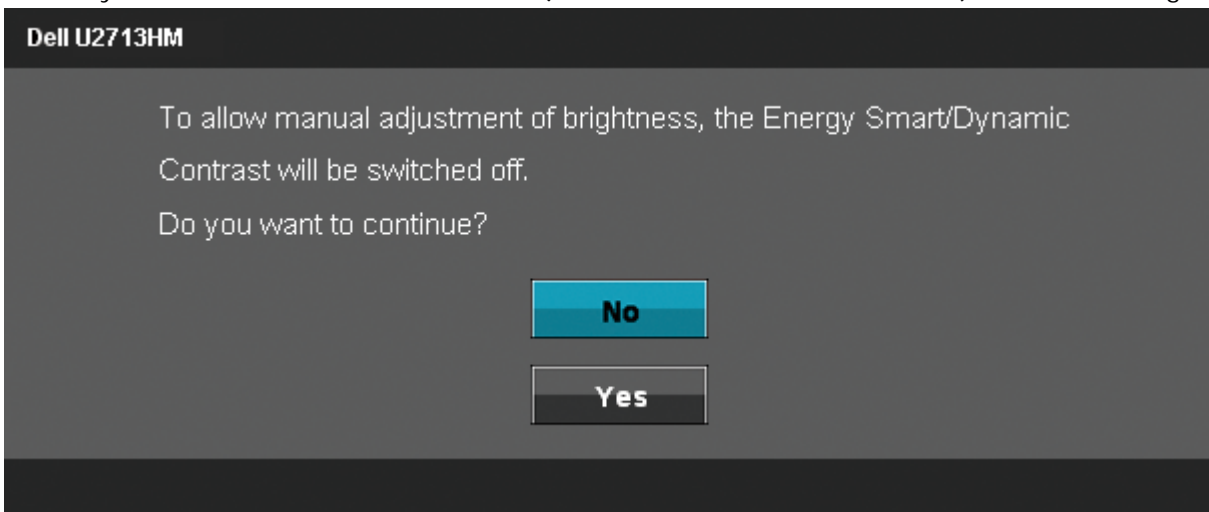 Dell U2713HM
To allow manual adjustment of brightness, the Energy Smart/Dynamic
Contrast will be switched off.
Do you want to continue?
No
Yes